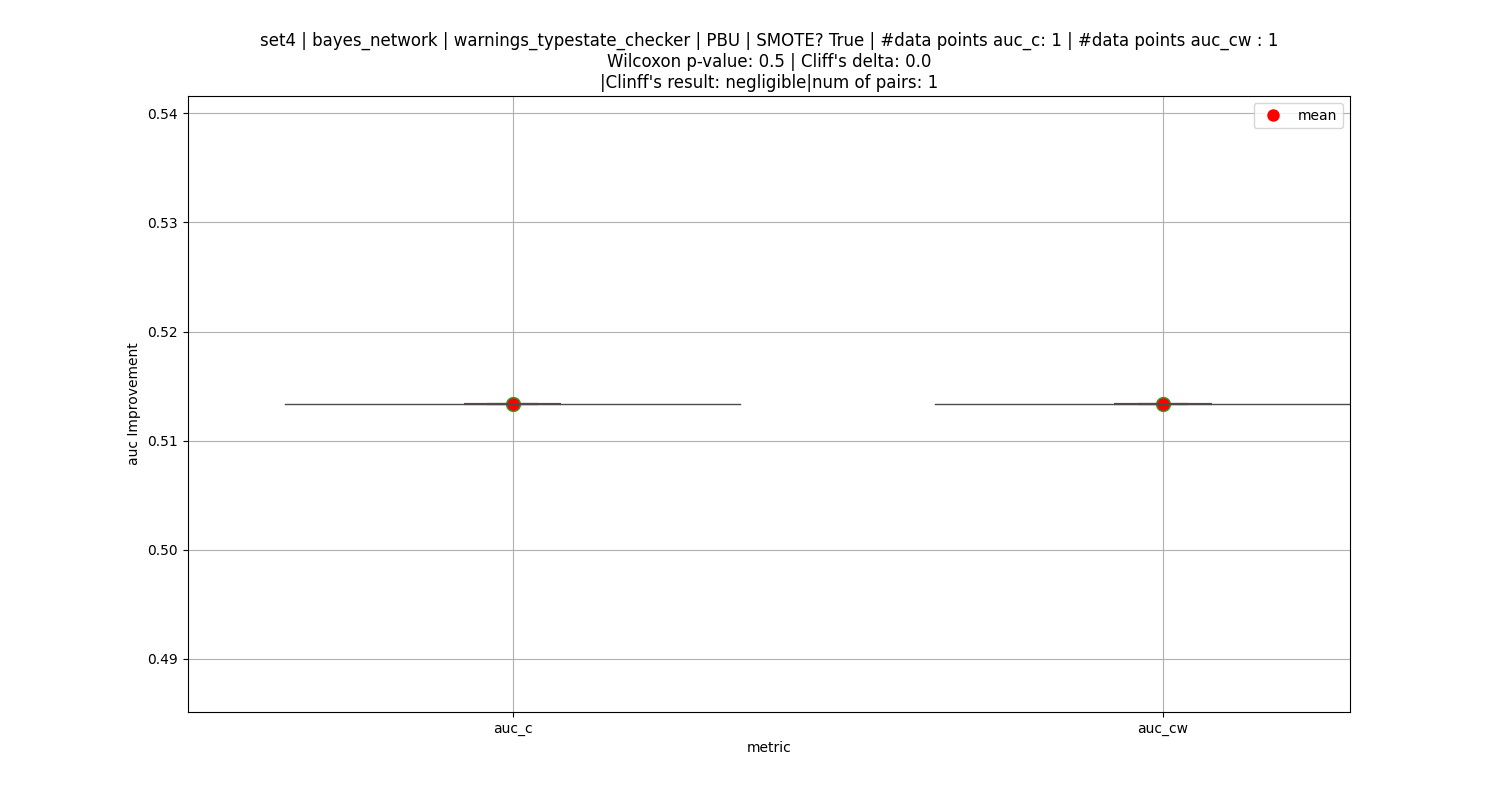 set4 | bayes_network | warnings_typestate_checker | PBU | SMOTE? True | #data points auc_c: 1 | #data points auc_cw : 1
Wilcoxon p-value: 0.5 | Cliff's delta: 0.0
|Clinff's result: negligible|num of pairs: 1
mean
0.54
0.53
0.52
0.51
0.50
0.49
auc Improvement
auc_c
auc_cw
metric